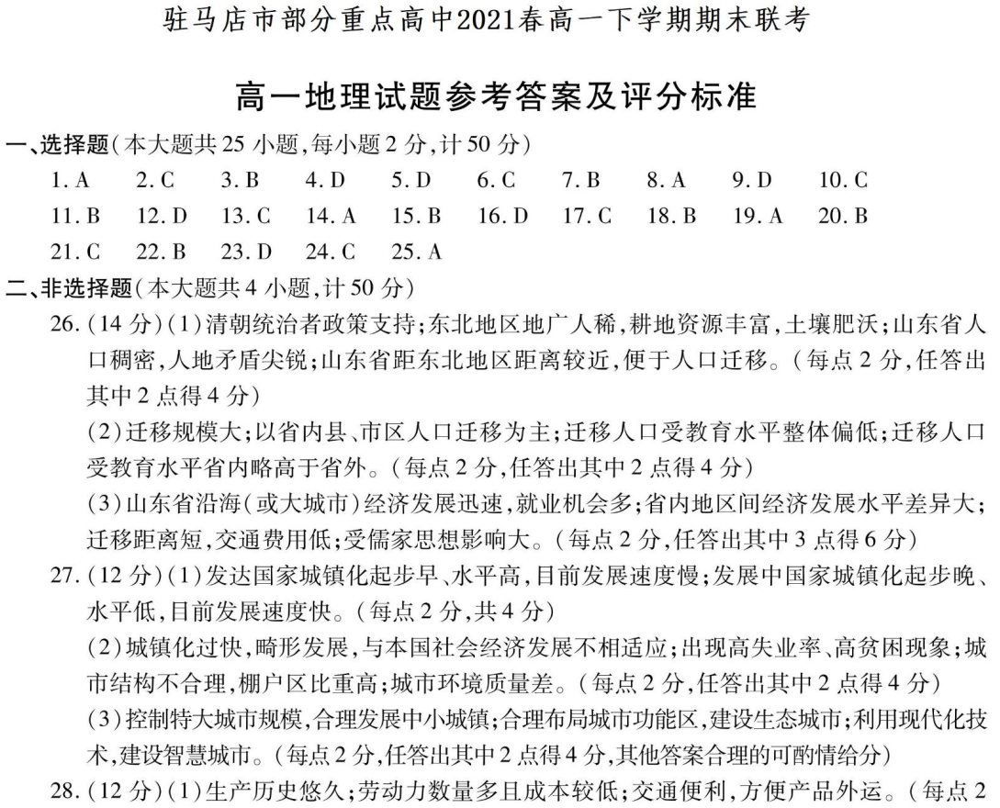 驻马店市部分重点高中2021春高一下学期期末联考
高一地理试题参考答案及评分标准
一、选择题(本大题共25小题,每小题2分,计50分)
1. A 2. C 3. B 4. D 5. D 6. C 7. B 8. A 9. D 10. C
11. B 12. D 13. C 14. A 15. B 16. D 17. C 18. B 19. A 20. B
21. C 22. B 23. D 24. C 25. A
二、非选择题(本大题共4小题,计50分)
26. (14分)(1)清朝统治者政策支持;东北地区地广人稀,耕地资源丰富,土壤肥沃;山东省人
口稠密,人地矛盾尖锐;山东省距东北地区距离较近,便于人口迁移。(每点2分,任答出
其中2点得4分)
(2)迁移规模大;以省内县、市区人口迁移为主;迁移人口受教育水平整体偏低;迁移人口
受教育水平省内略高于省外。(每点2分,任答出其中2点得4分)
(3)山东省沿海(或大城市)经济发展迅速,就业机会多;省内地区间经济发展水平差异大;
迁移距离短,交通费用低;受儒家思想影响大。(每点2分,任答出其中3点得6分)
27. (12分)(1)发达国家城镇化起步早、水平高,目前发展速度慢;发展中国家城镇化起步晚、
水平低,目前发展速度快。(每点2分,共4分)
(2)城镇化过快,畸形发展,与本国社会经济发展不相适应;出现高失业率、高贫困现象;城
市结构不合理,棚户区比重高;城市环境质量差。(每点2分,任答出其中2点得4分)
(3)控制特大城市规模,合理发展中小城镇;合理布局城市功能区,建设生态城市;利用现代化技
术,建设智慧城市。(每点2分,任答出其中2点得4分,其他答案合理的可酌情给分)
28. (12分)(1)生产历史悠久;劳动力数量多且成本较低;交通便利,方便产品外运。(每点2